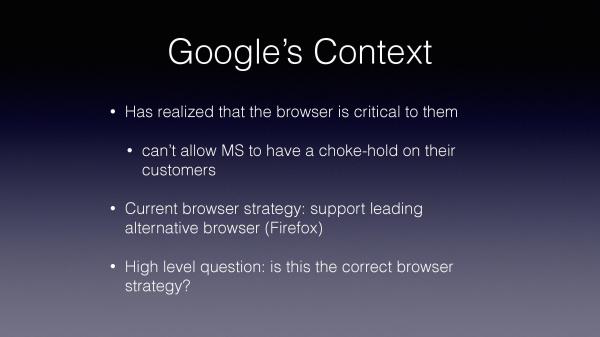 Google’s Context
• Has realized that the browser is critical to them
• can’t allow MS to have a choke-hold on their
customers
• Current browser strategy: support leading
alternative browser (Firefox)
• High level question: is this the correct browser
strategy?